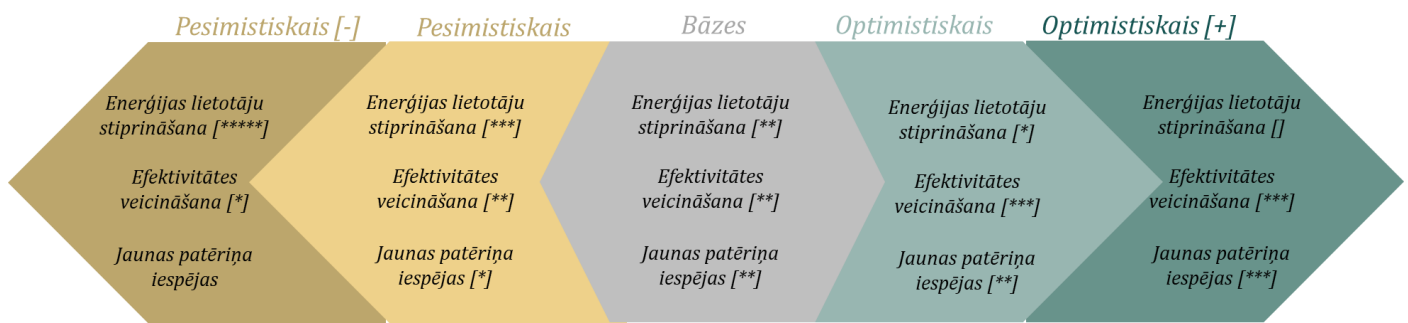 Pesimistiskais [-]
Pesimistiskais
Bāzes
Optimistiskais
Optimistiskais [+]
Enerģijas lietotāju
stiprināšana [*****]
Efektivitātes
veicināšana [*]
Jaunas patēriņa
iespējas
Enerģijas lietotāju
stiprināšana [***]
Efektivitātes
veicināšana [**]
Jaunas patēriņa
iespējas [*]
Enerģijas lietotāju
stiprināšana [**]
Efektivitātes
veicināšana [**]
Jaunas patēriņa
iespējas [**]
Enerģijas lietotāju
stiprināšana [*]
Efektivitātes
veicināšana [***]
Jaunas patēriņa
iespējas [**]
Enerģijas lietotāju
stiprināšana []
Efektivitātes
veicināšana [***]
Jaunas patēriņa
iespējas [***]